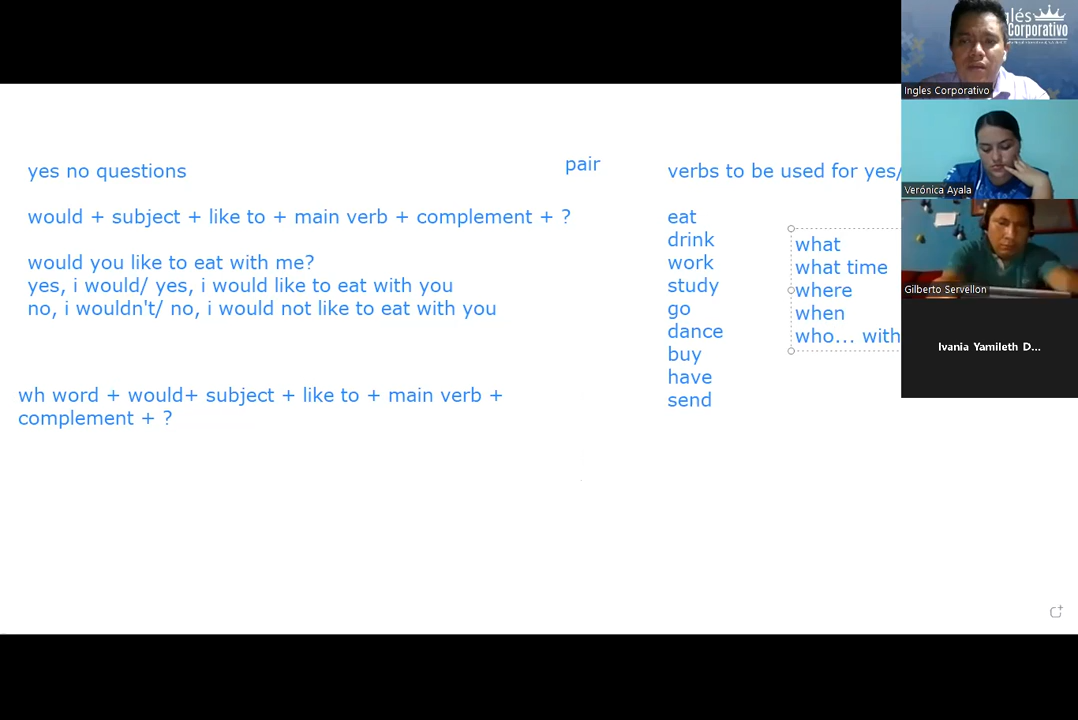 yes no questions
would + subject + like to + main verb + complement + ?
would you like to eat with me?
yes, i would/ yes, i would like to eat with you
no, i wouldn't/ no, i would not like to eat with you
wh word + would+ subject + like to + main verb +
complement + ?
pair
verbs to be used for yes/
eat
drink
work
study
go
dance
buy
have
send
what
what time
where
when
who... with
glés
Corporativo
Ingles Corporativo
Verónica Ayala
Gilberto Servellon
Ivania Yamileth D...